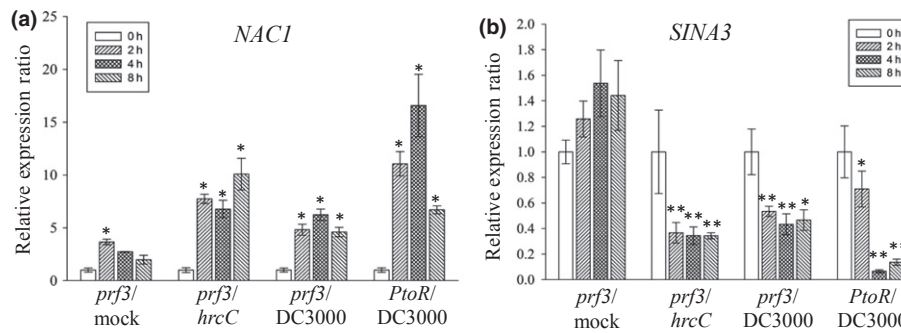 (a)
NAC1
0 h
2 h
4 h
8 h
Relative expression ratio
25
20
15
10
5
0
*
* * *
* * *
* * *
prf3/ prf3/ prf3/ PtoR/
mock hrcC DC3000 DC3000
(b)
SINA3
0 h
2 h
4 h
8 h
Relative expression ratio
2.0
1.8
1.6
1.4
1.2
1.0
0.8
0.6
0.4
0.2
0.0
** ** **
** ** *
* ** **
prf3/ prf3/ prf3/ PtoR/
mock hrcC DC3000